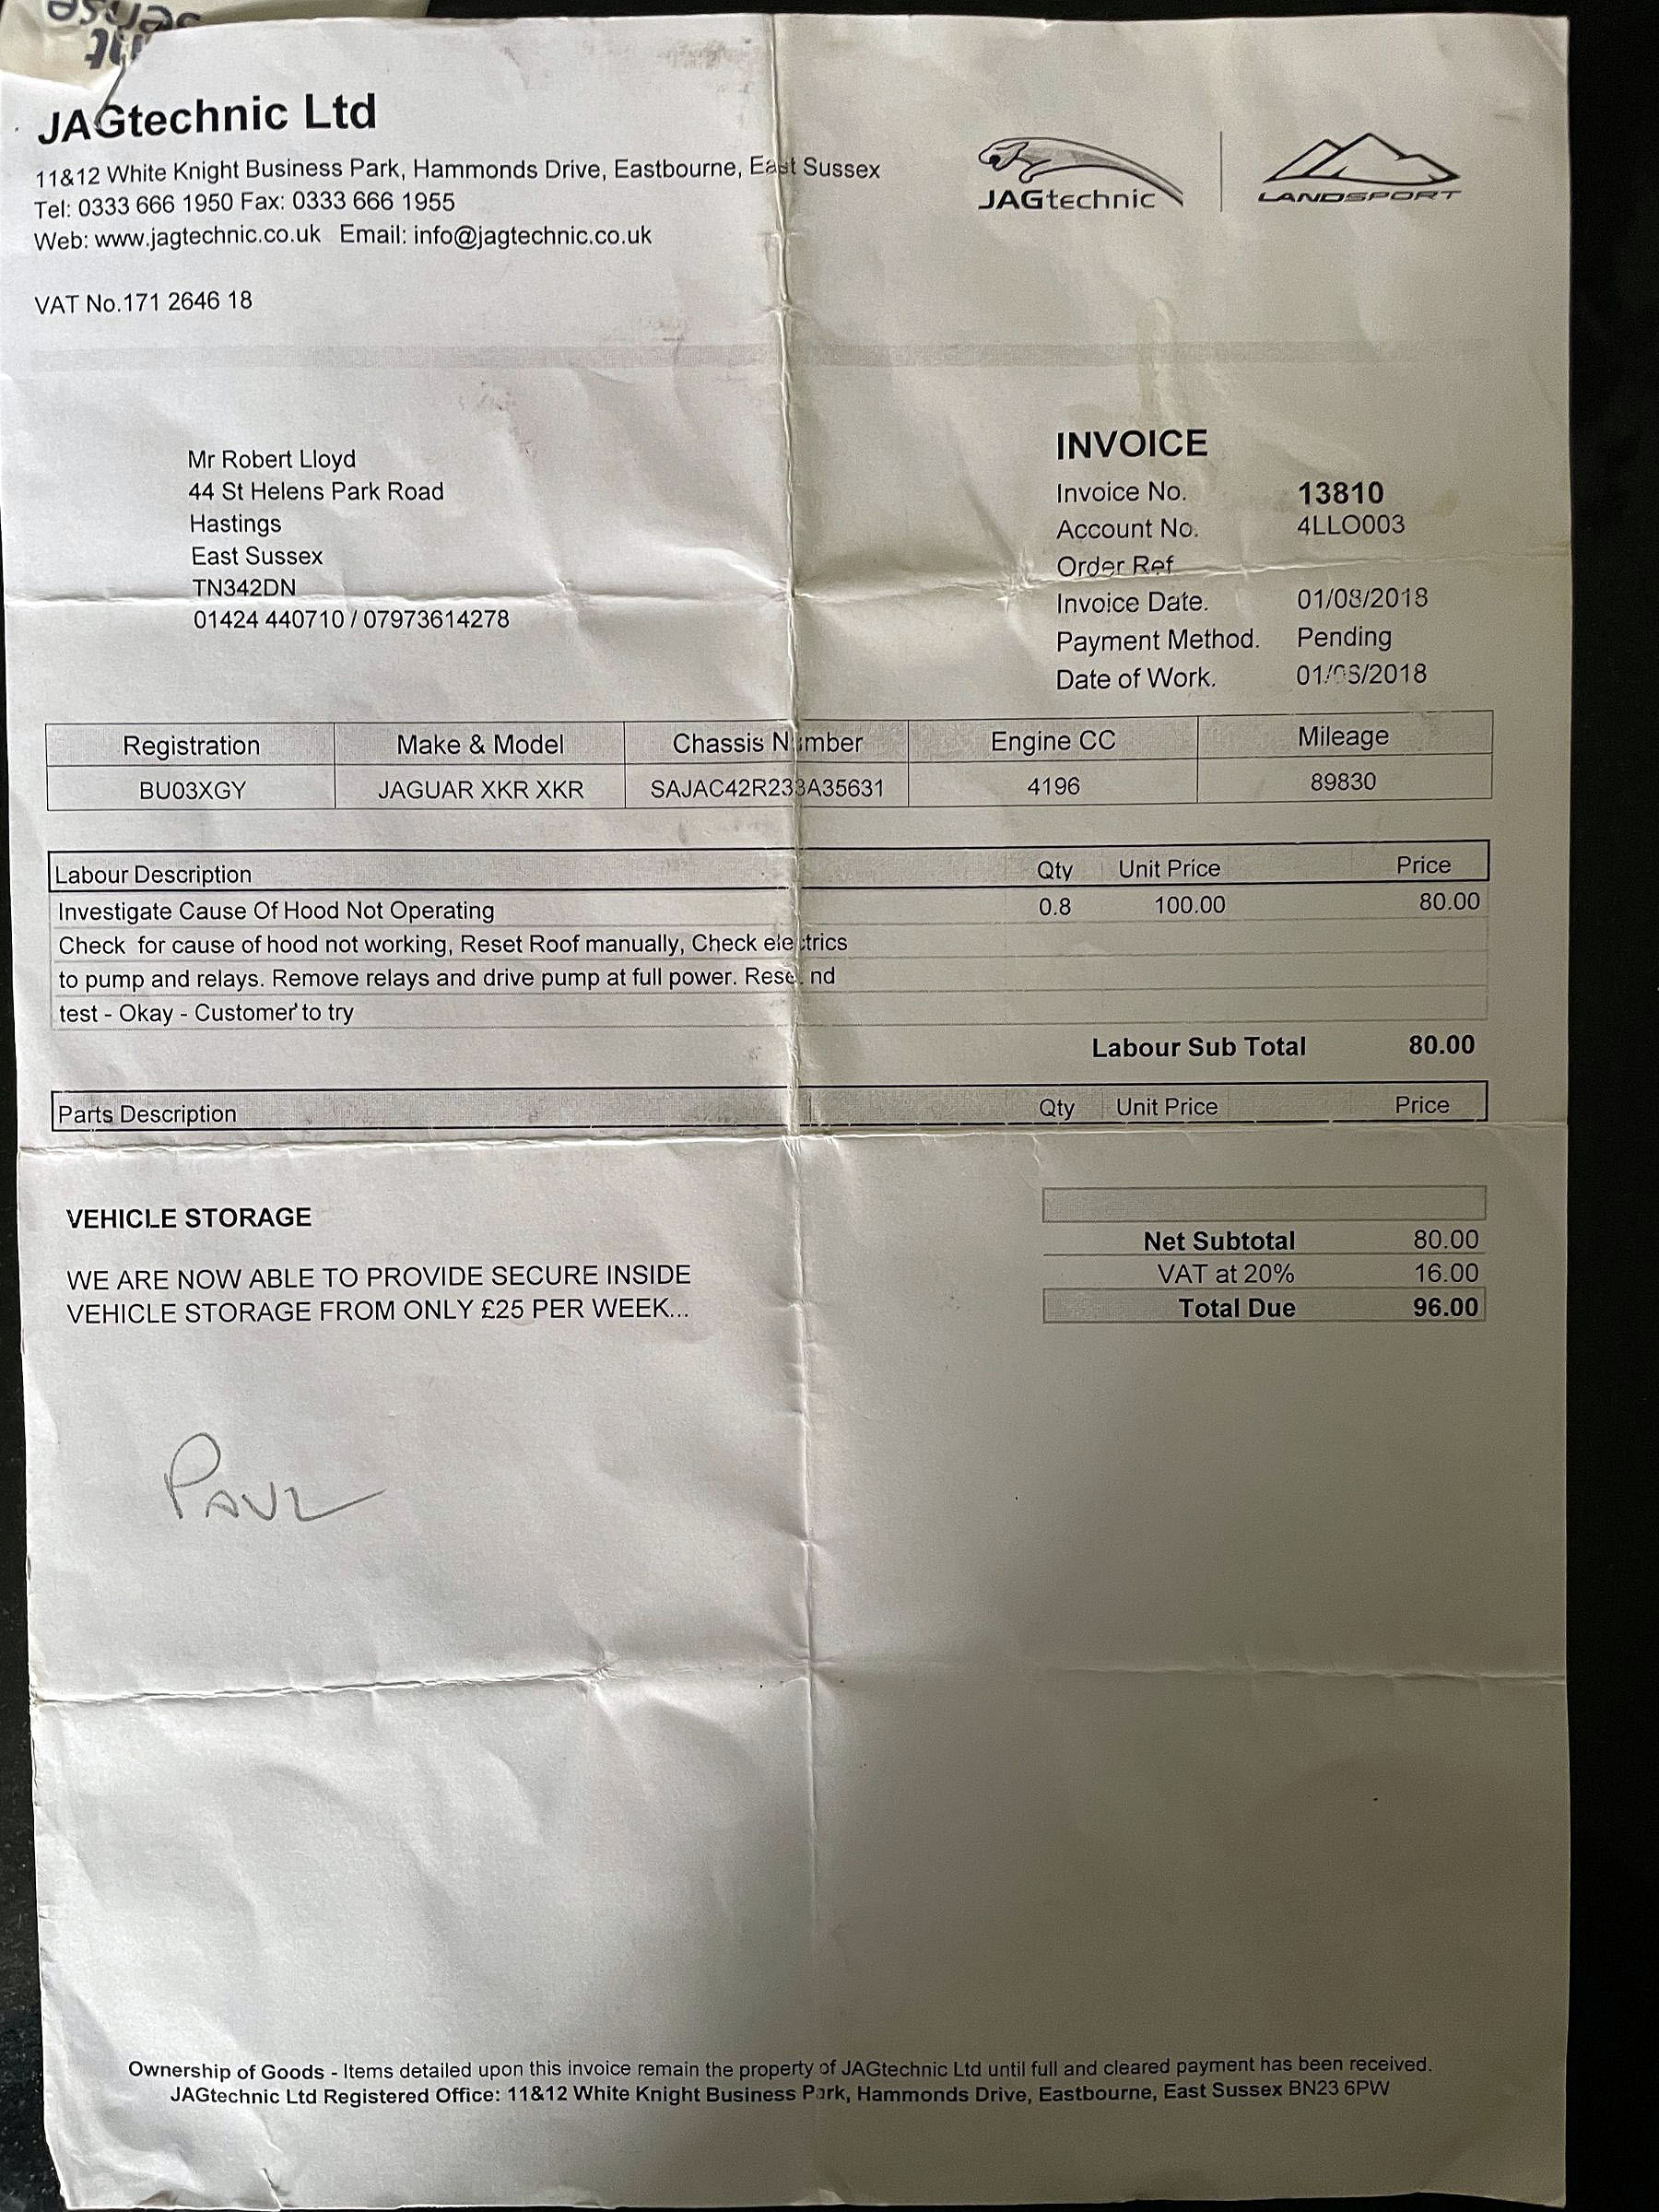 JAGtechnic Ltd
11&12 White Knight Business Park, Hammonds Drive, Eastbourne, East Sussex
Tel: 0333 666 1950 Fax: 0333 666 1955
Web: www.jagtechnic.co.uk Email: info@jagtechnic.co.uk
VAT No.171 2646 18
JAGtechnic
LANDSPORT
Mr Robert Lloyd
44 St Helens Park Road
Hastings
East Sussex
TN342DN
01424 440710 / 07973614278
INVOICE
Invoice No. 13810
Account No. 4LLO003
Order Ref
Invoice Date. 01/08/2018
Payment Method. Pending
Date of Work.
Registration Make & Model Chassis Number Engine CC Mileage
BU03XGY JAGUAR XKR XKR SAJAC42R233A35631 4196 89830
Labour Description Qty Unit Price Price
Investigate Cause Of Hood Not Operating 0.8 100.00 80.00
Check for cause of hood not working, Reset Roof manually, Check electrics
to pump and relays. Remove relays and drive pump at full power.
test - Okay - Customer to try
Labour Sub Total 80.00
Parts Description Qty Unit Price Price
VEHICLE STORAGE
WE ARE NOW ABLE TO PROVIDE SECURE INSIDE
VEHICLE STORAGE FROM ONLY £25 PER WEEK...
Net Subtotal 80.00
VAT at 20% 16.00
Total Due 96.00
PAUL
Ownership of Goods - Items detailed upon this invoice remain the property of JAGtechnic Ltd until full and cleared payment has been received.
JAGtechnic Ltd Registered Office: 11&12 White Knight Business Park, Hammonds Drive, Eastbourne, East Sussex BN23 6PW